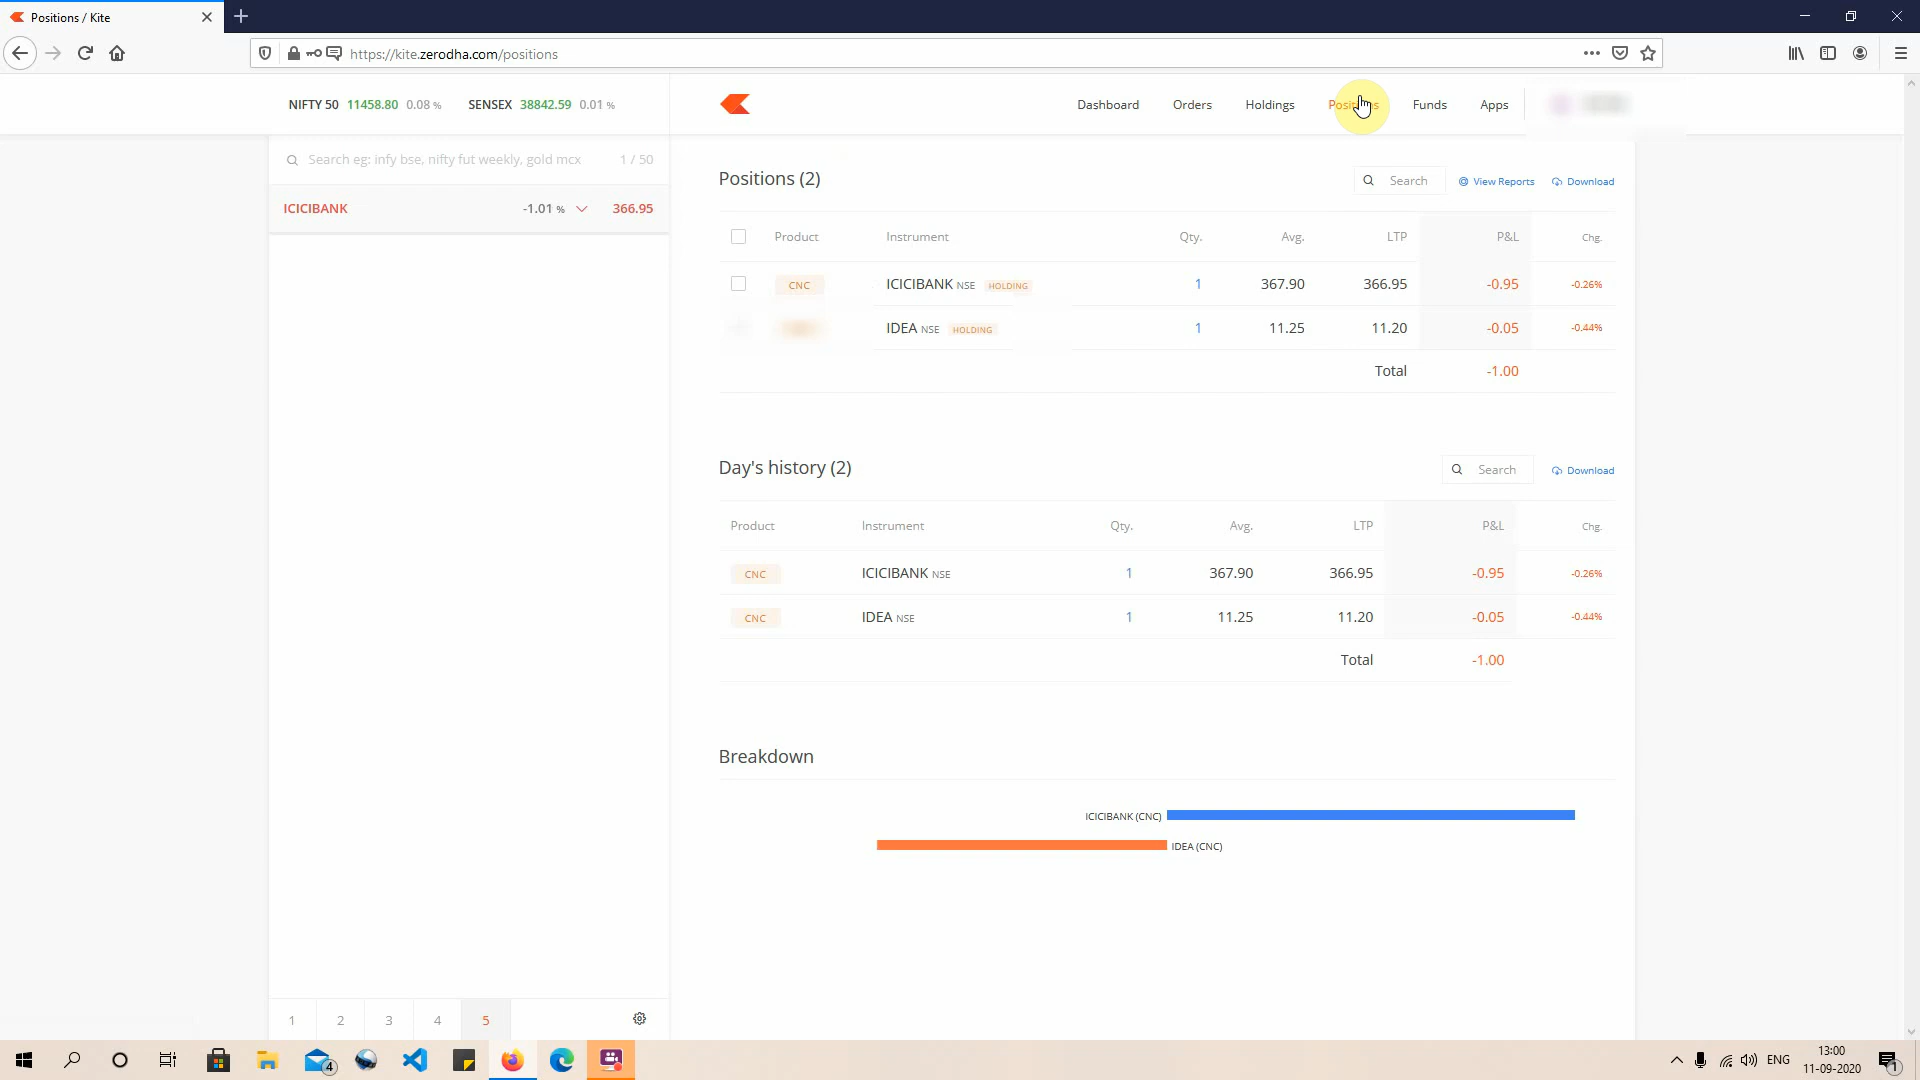 Positions / Kite
https://kite.zerodha.com/positions
NIFTY 50 11458.80 0.08 % SENSEX 38842.59 0.01 %
Dashboard Orders Holdings Positions Funds Apps
Search eg: infy bse, nifty fut weekly, gold mcx 1 / 50
ICICIBANK -1.01 % 366.95
Positions (2) Search View Reports Download
Product Instrument Qty. Avg. LTP P&L Chg.
CNC ICICIBANK NSE HOLDING 1 367.90 366.95 -0.95 -0.26%
IDEA NSE HOLDING 1 11.25 11.20 -0.05 -0.44%
Total -1.00
Day's history (2) Search Download
Product Instrument Qty. Avg. LTP P&L Chg.
CNC ICICIBANK NSE 1 367.90 366.95 -0.95 -0.26%
CNC IDEA NSE 1 11.25 11.20 -0.05 -0.44%
Total -1.00
Breakdown
ICICIBANK (CNC)
IDEA (CNC)
1 2 3 4 5
4
ENG
13:00
11-09-2020
1